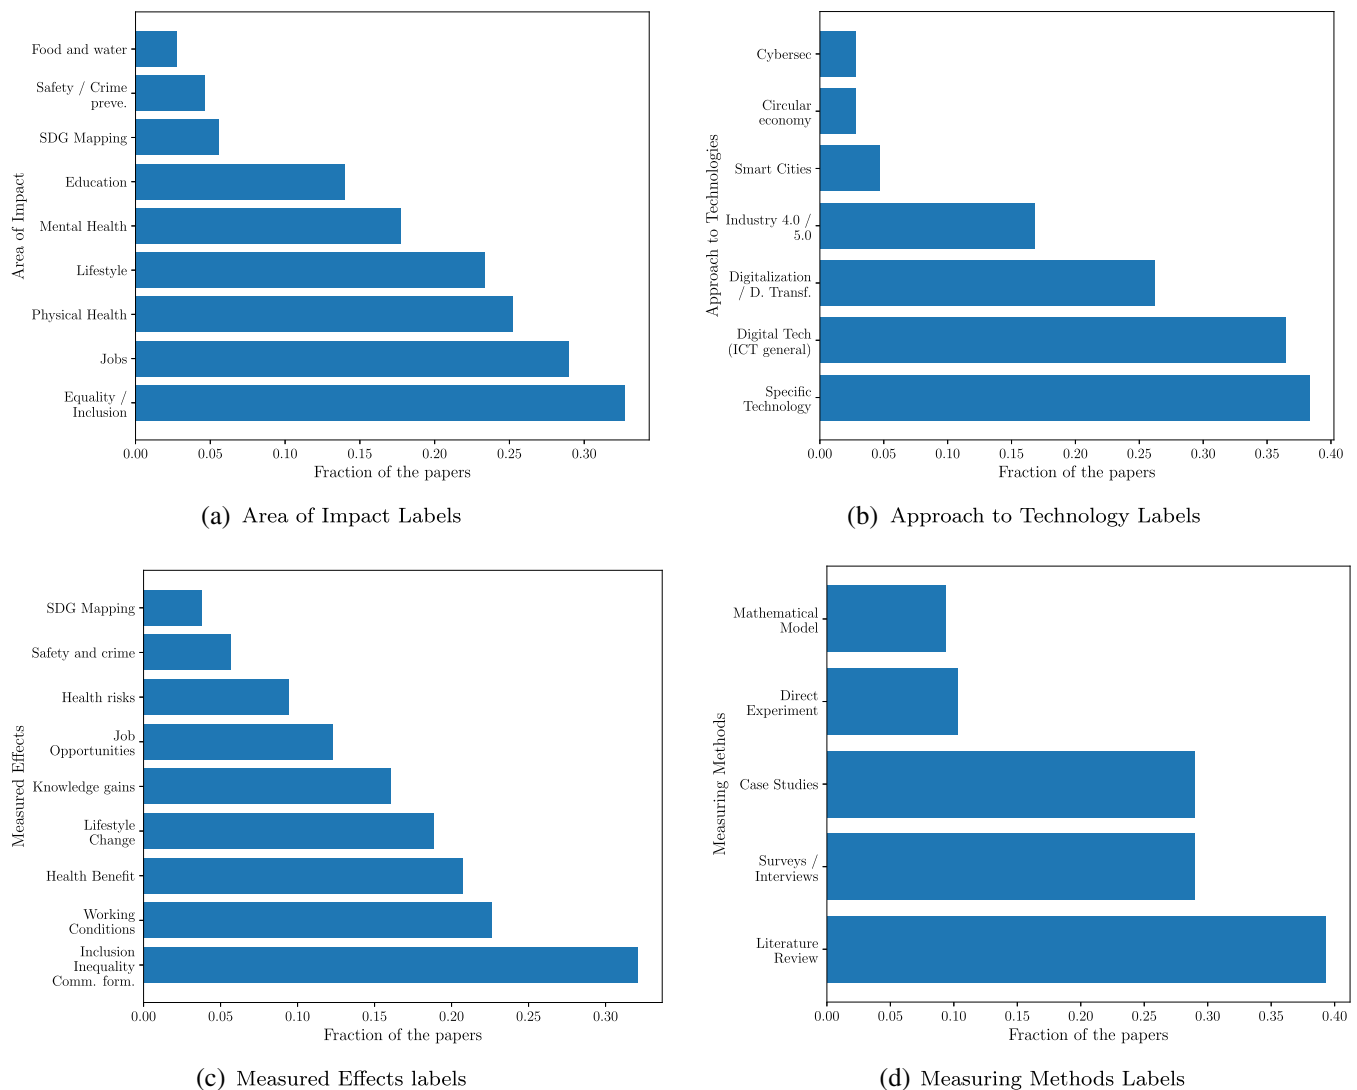 Area of Impact
Food and water
Safety / Crime
preve.
SDG Mapping
Education
Mental Health
Lifestyle
Physical Health
Jobs
Equality /
Inclusion
0.00 0.05 0.10 0.15 0.20 0.25 0.30
Fraction of the papers
(a) Area of Impact Labels
Approach to Technologies
Cybersec
Circular
economy
Smart Cities
Industry 4.0 /
5.0
Digitalization
/ D. Transf.
Digital Tech
(ICT general)
Specific
Technology
0.00 0.05 0.10 0.15 0.20 0.25 0.30 0.35 0.40
Fraction of the papers
(b) Approach to Technology Labels
Measured Effects
SDG Mapping
Safety and crime
Health risks
Job
Opportunities
Knowledge gains
Lifestyle
Change
Health Benefit
Working
Conditions
Inclusion
Inequality
Comm. form.
0.00 0.05 0.10 0.15 0.20 0.25 0.30
Fraction of the papers
(c) Measured Effects labels
Measuring Methods
Mathematical
Model
Direct
Experiment
Case Studies
Surveys /
Interviews
Literature
Review
0.00 0.05 0.10 0.15 0.20 0.25 0.30 0.35 0.40
Fraction of the papers
(d) Measuring Methods Labels